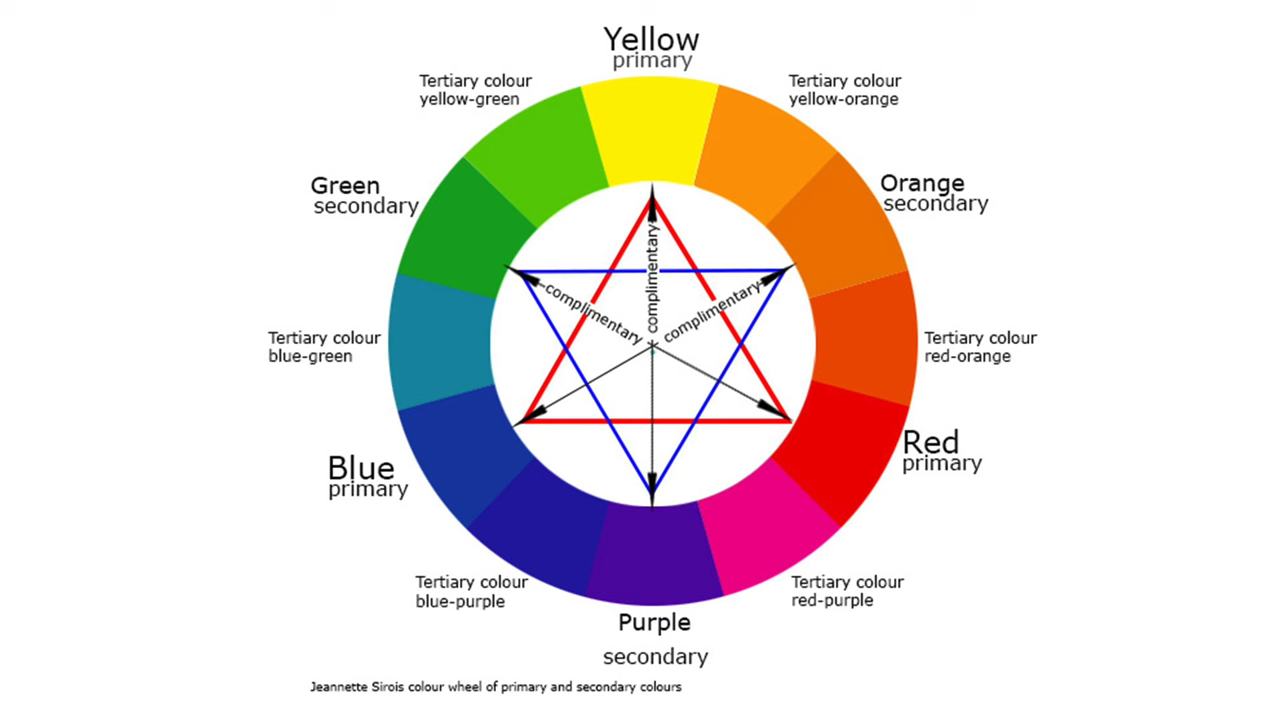 Yellow
primary
Tertiary colour
yellow-green
Tertiary colour
yellow-orange
Green
secondary
Orange
secondary
complimentary
complimentary
complimentary
Tertiary colour
blue-green
Tertiary colour
red-orange
Blue
primary
Red
primary
Tertiary colour
blue-purple
Tertiary colour
red-purple
Purple
secondary
Jeannette Sirois colour wheel of primary and secondary colours